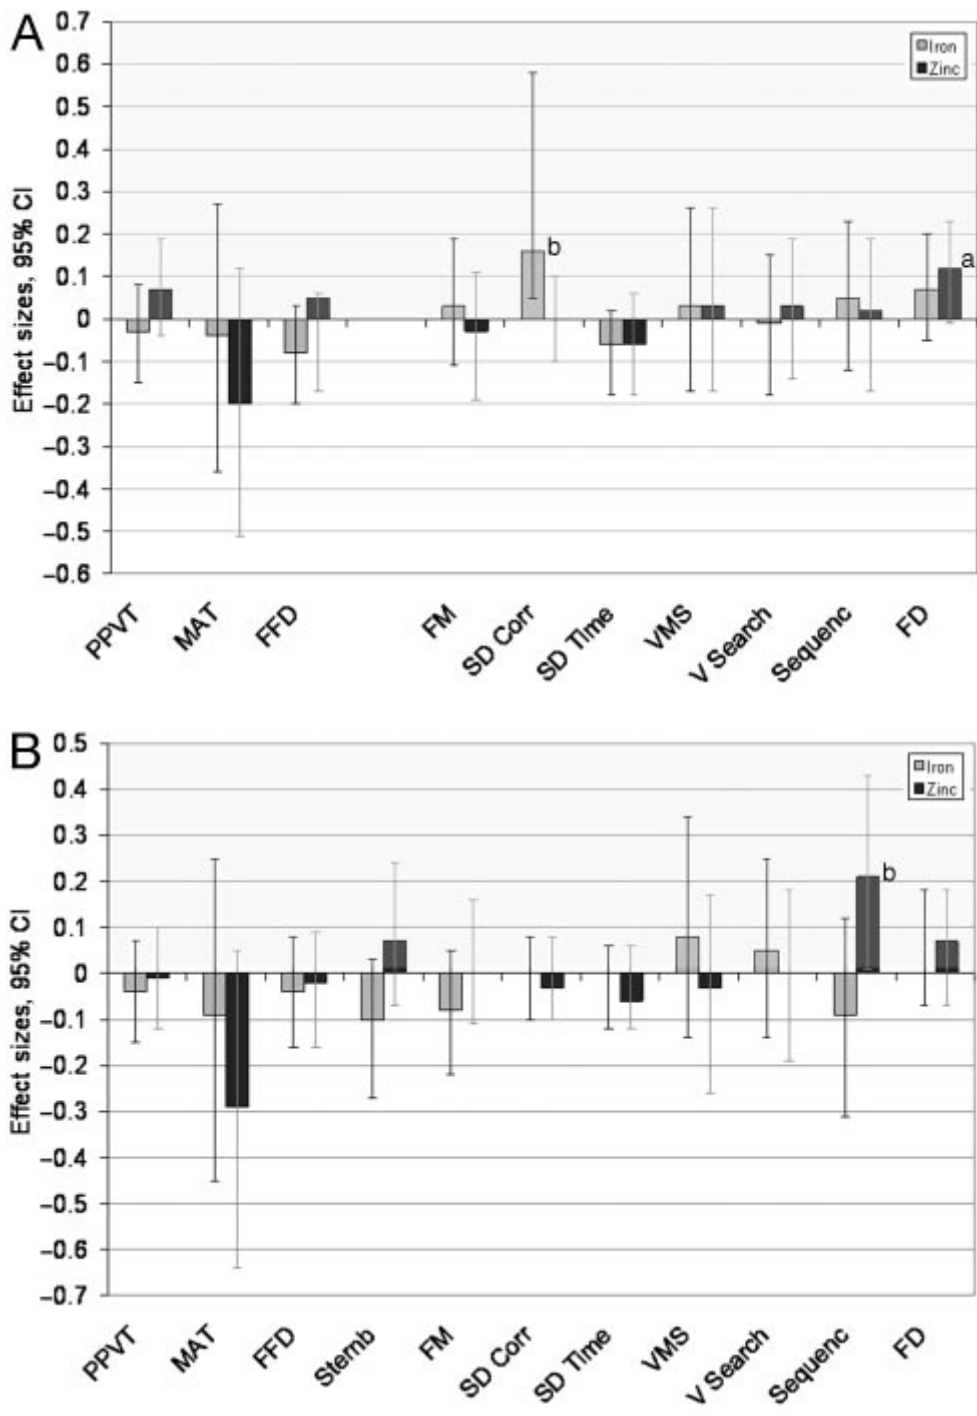 A
Effect sizes, 95% CI
0.7
0.6
0.5
0.4
0.3
0.2
0.1
0
−0.1
−0.2
−0.3
−0.4
−0.5
−0.6
Iron
Zinc
b
a
PPVT
MAT
FFD
FM
SD Corr
SD Time
VMS
V Search
Sequenc
FD
B
Effect sizes, 95% CI
0.5
0.4
0.3
0.2
0.1
0
−0.1
−0.2
−0.3
−0.4
−0.5
−0.6
−0.7
Iron
Zinc
b
PPVT
MAT
FFD
Sternb
FM
SD Corr
SD Time
VMS
V Search
Sequenc
FD